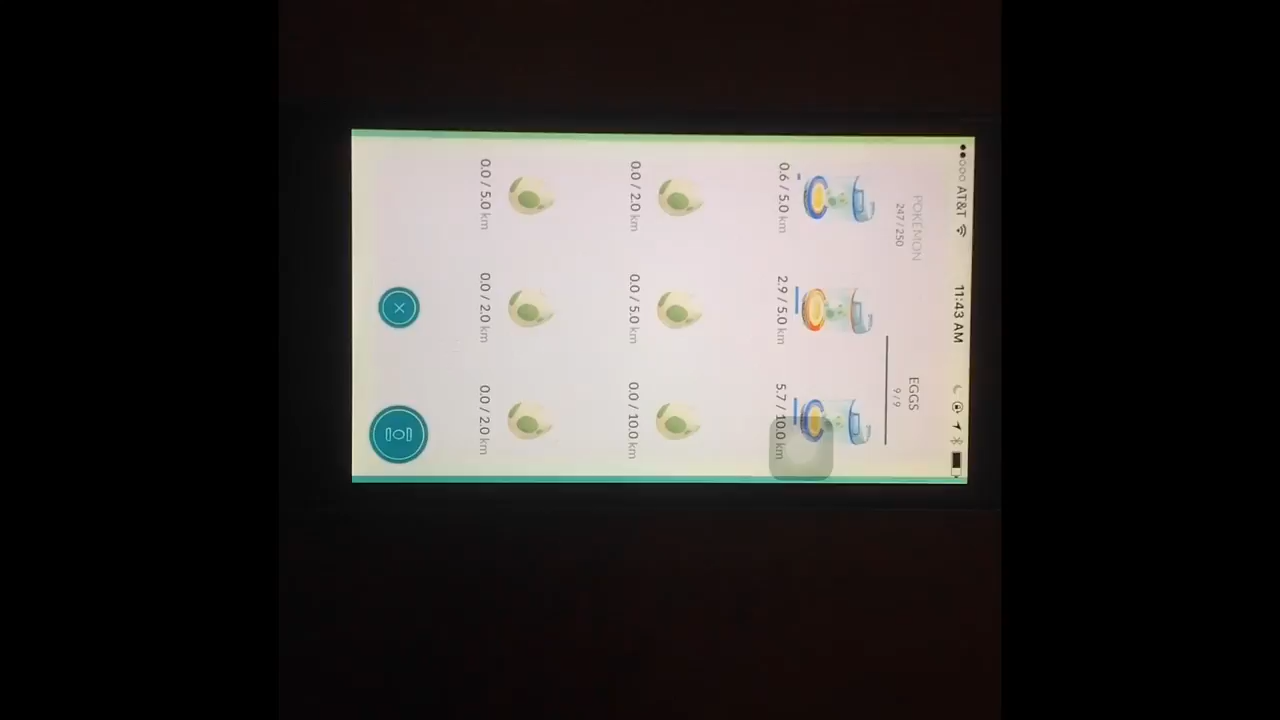 AT&T 11:43 AM
POKÉMON EGGS
247 / 250 9 / 9
0.6 / 5.0 km 2.9 / 5.0 km 5.7 / 10.0 km
0.0 / 2.0 km 0.0 / 5.0 km 0.0 / 10.0 km
0.0 / 5.0 km 0.0 / 2.0 km 0.0 / 2.0 km